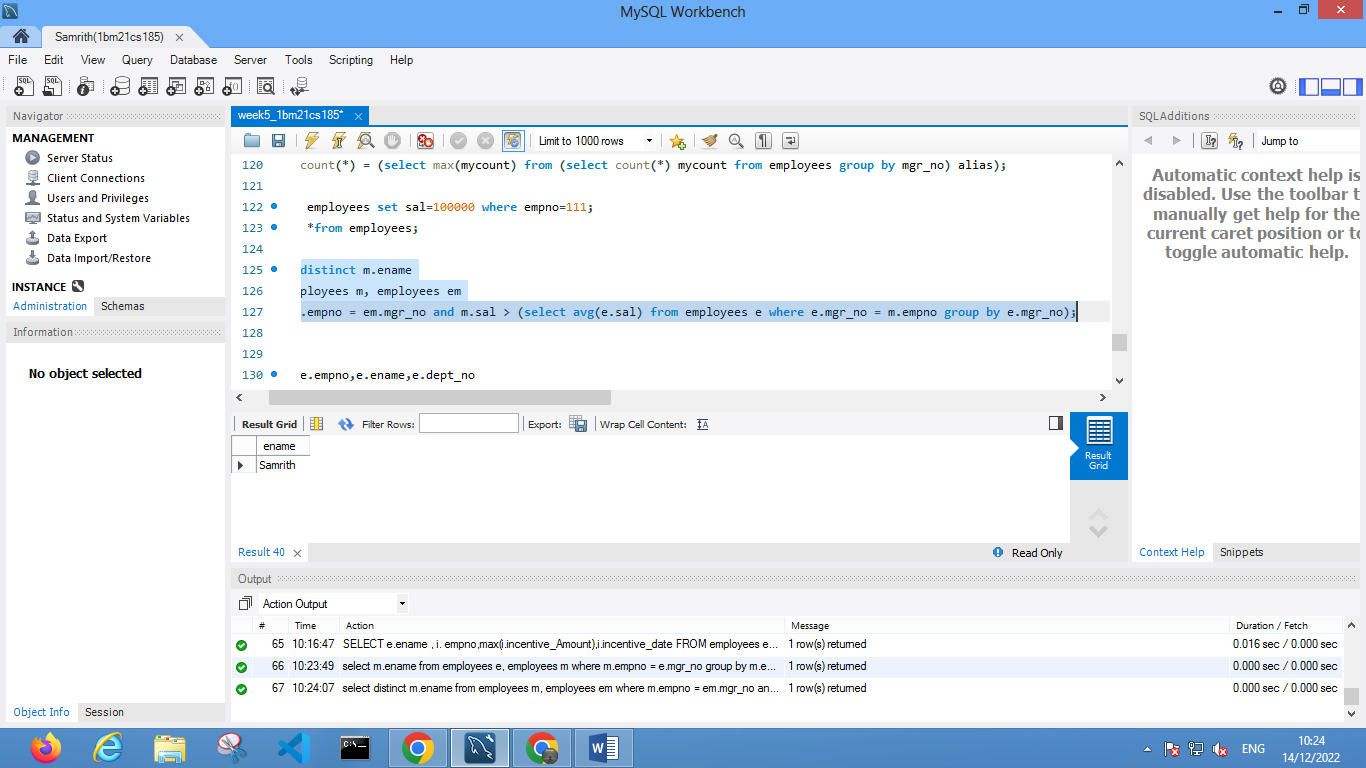 MySQL Workbench
Samrith(1bm21cs185)
File Edit View Query Database Server Tools Scripting Help
Navigator
MANAGEMENT
Server Status
Client Connections
Users and Privileges
Status and System Variables
Data Export
Data Import/Restore
INSTANCE
Administration Schemas
Information
No object selected
Object Info Session
week5_1bm21cs185*
Limit to 1000 rows
120 count(*) = (select max(mycount) from (select count(*) mycount from employees group by mgr_no) alias);
121
122 employees set sal=100000 where empno=111;
123 *from employees;
124
125 distinct m.ename
126 ployees m, employees em
127 .empno = em.mgr_no and m.sal > (select avg(e.sal) from employees e where e.mgr_no = m.empno group by e.mgr_no);
128
129
130 e.empno,e.ename,e.dept_no
Result Grid Filter Rows: Export: Wrap Cell Content:
ename
Samrith
Result Grid
Result 40
Read Only
Output
Action Output
# Time Action Message Duration / Fetch
65 10:16:47 SELECT e.ename , i. empno,max(i.incentive_Amount),i.incentive_date FROM employees e... 1 row(s) returned 0.016 sec / 0.000 sec
66 10:23:49 select m.ename from employees e, employees m where m.empno = e.mgr_no group by m.e... 1 row(s) returned 0.000 sec / 0.000 sec
67 10:24:07 select distinct m.ename from employees m, employees em where m.empno = em.mgr_no an... 1 row(s) returned 0.000 sec / 0.000 sec
SQLAdditions
Jump to
Automatic context help is
disabled. Use the toolbar t
manually get help for the
current caret position or to
toggle automatic help.
Context Help Snippets
ENG
10:24
14/12/2022